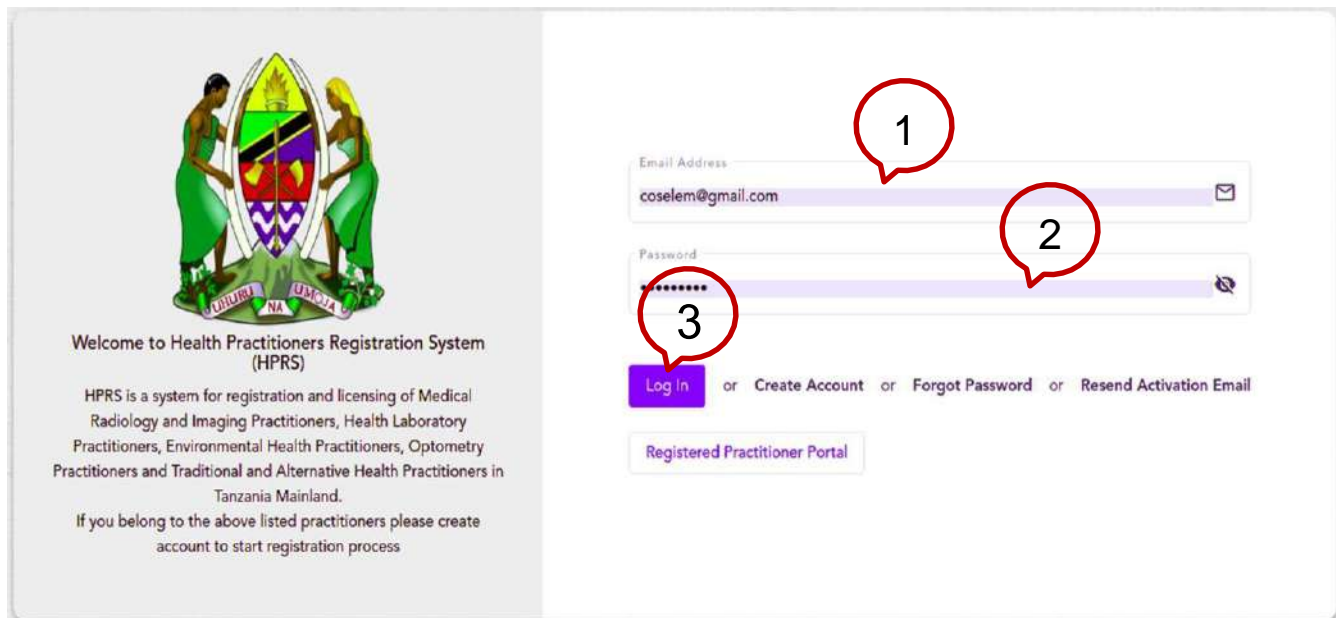 UHURU NA UMOJA
Welcome to Health Practitioners Registration System
(HPRS)
HPRS is a system for registration and licensing of Medical
Radiology and Imaging Practitioners, Health Laboratory
Practitioners, Environmental Health Practitioners, Optometry
Practitioners and Traditional and Alternative Health Practitioners in
Tanzania Mainland.
If you belong to the above listed practitioners please create
account to start registration process
1
Email Address
coselem@gmail.com
2
Password
•••••••••
3
Log In or Create Account or Forgot Password or Resend Activation Email
Registered Practitioner Portal